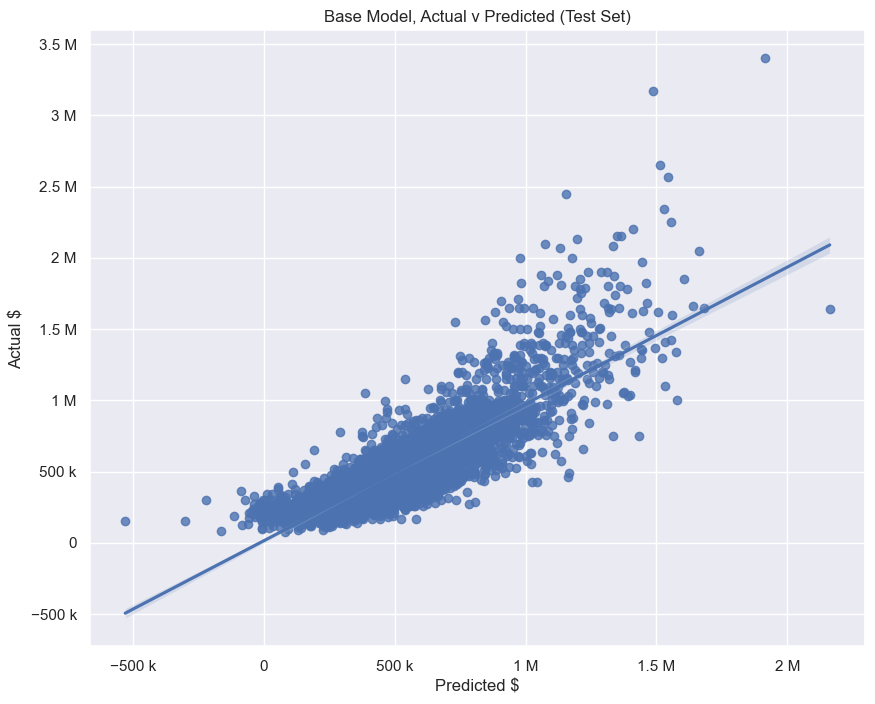 Base Model, Actual v Predicted (Test Set)
3.5 M
3 M
2.5 M
2 M
1.5 M
1 M
500 k
0
−500 k
Actual $
−500 k
0
500 k
1 M
1.5 M
2 M
Predicted $